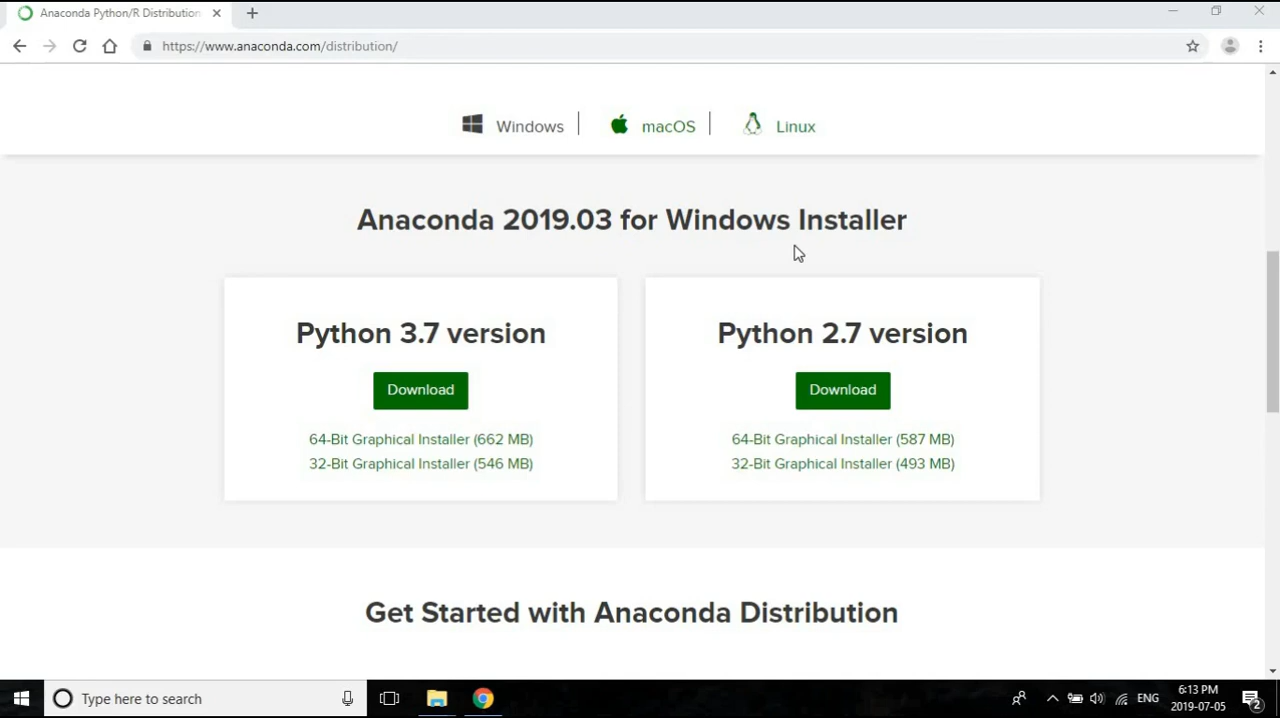 Anaconda Python/R Distribution
https://www.anaconda.com/distribution/
Windows
macOS
Linux
Anaconda 2019.03 for Windows Installer
Python 3.7 version
Download
64-Bit Graphical Installer (662 MB)
32-Bit Graphical Installer (546 MB)
Python 2.7 version
Download
64-Bit Graphical Installer (587 MB)
32-Bit Graphical Installer (493 MB)
Get Started with Anaconda Distribution
Type here to search
ENG
6:13 PM
2019-07-05
2